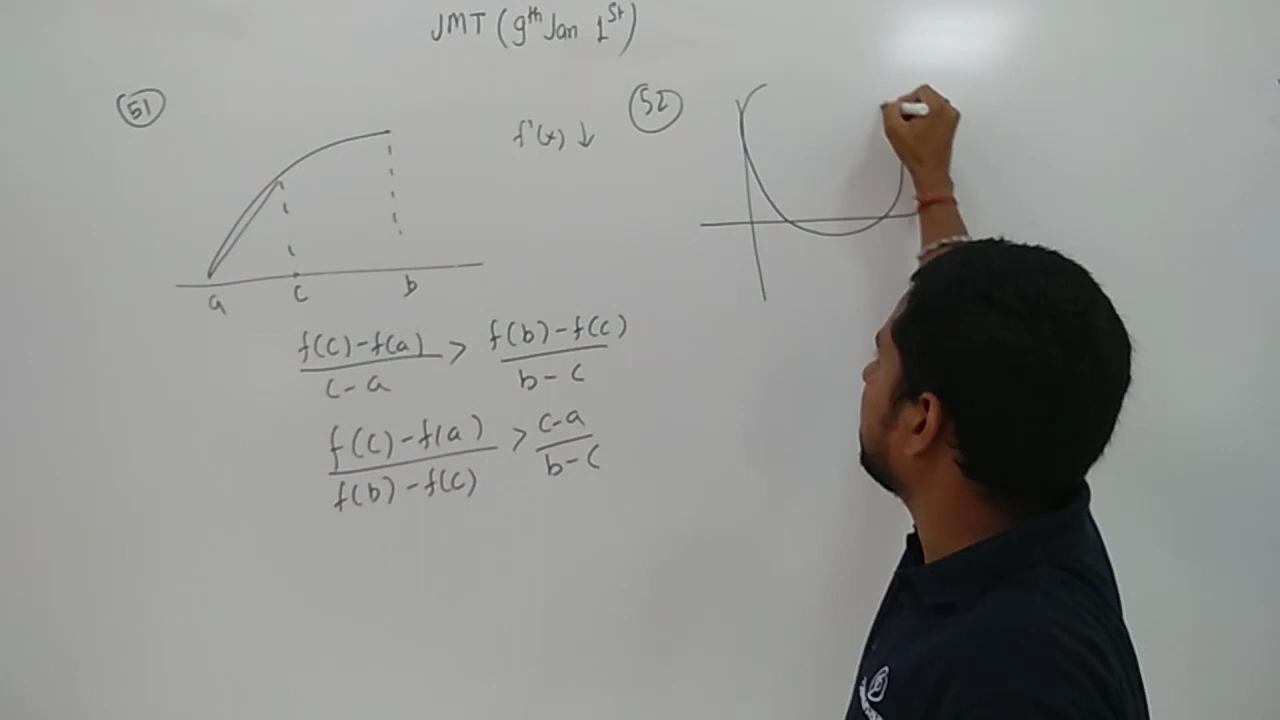 JMT (9th Jan 1st)
51
f'(x) ↓
a c b
f(c)-f(a) / c-a > f(b)-f(c) / b-c
f(c)-f(a) / f(b)-f(c) > c-a / b-c
52